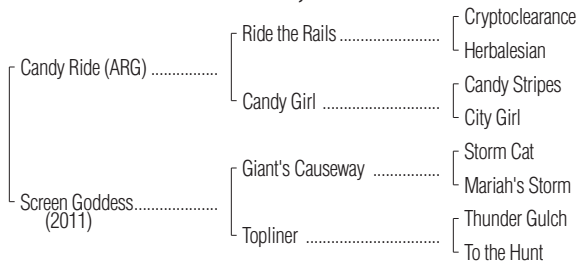 Cryptoclearance
Ride the Rails
Herbalesian
Candy Ride (ARG)
Candy Stripes
Candy Girl
City Girl
Storm Cat
Giant's Causeway
Mariah's Storm
Screen Goddess
(2011)
Thunder Gulch
Topliner
To the Hunt